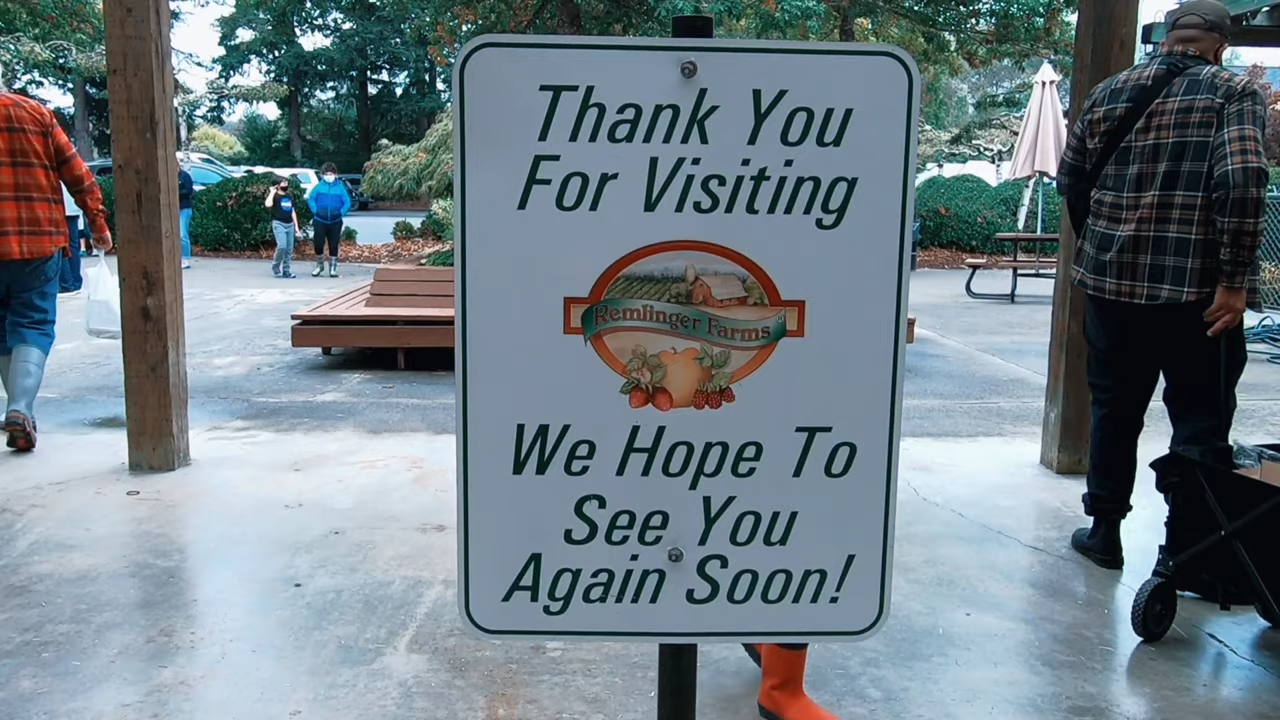 Thank You
For Visiting
Remlinger Farms®
We Hope To
See You
Again Soon!